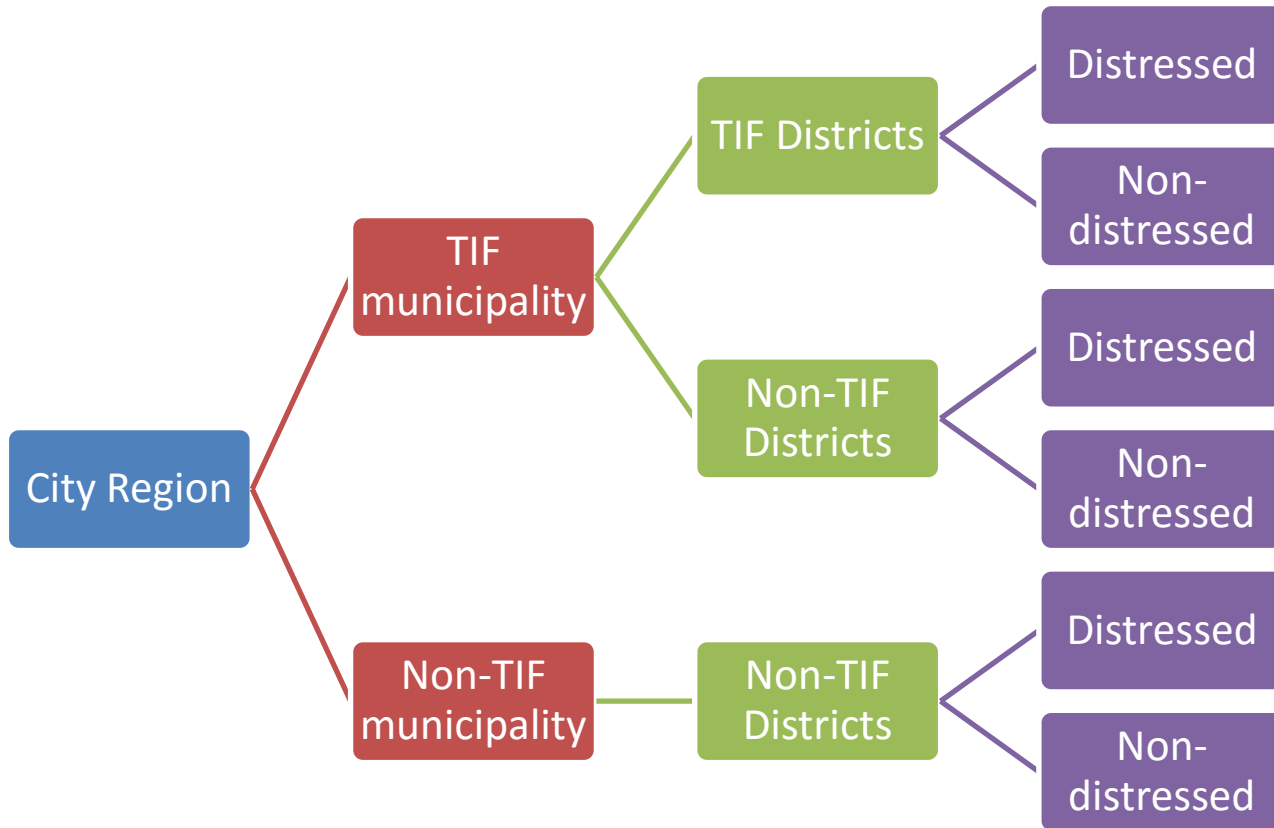 City Region
TIF
municipality
Non-TIF
municipality
TIF Districts
Non-TIF
Districts
Non-TIF
Districts
Distressed
Non-
distressed
Distressed
Non-
distressed
Distressed
Non-
distressed